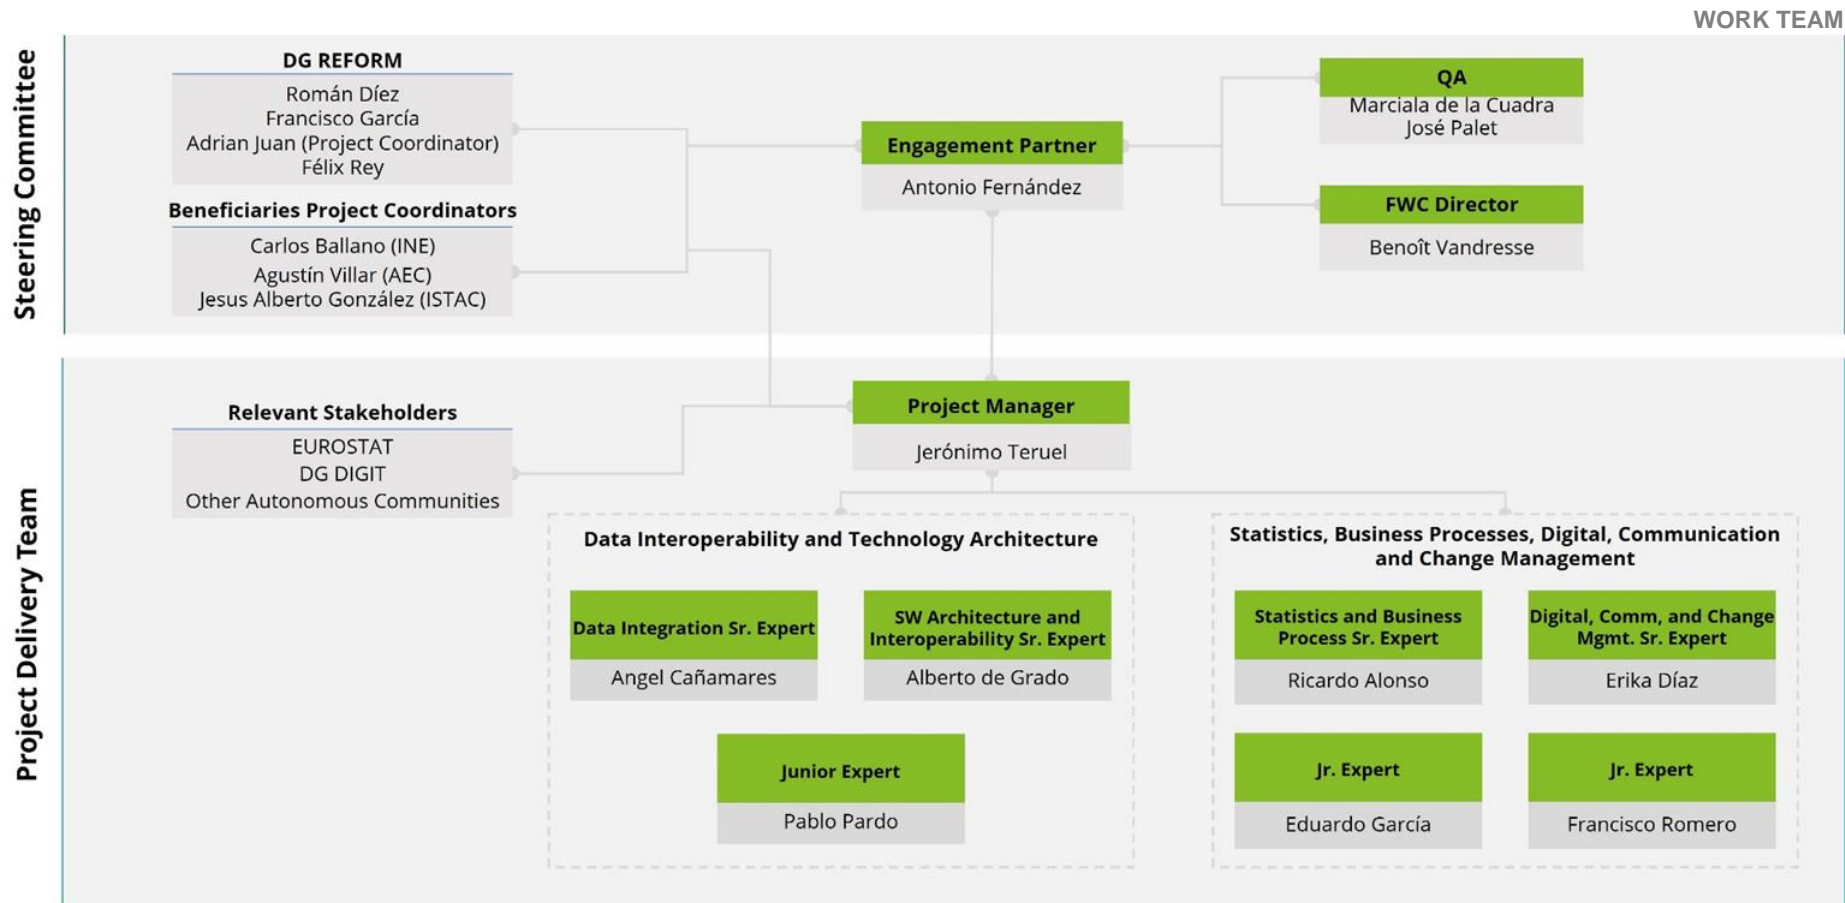 WORK TEAM
Steering Committee
DG REFORM
Román Díez
Francisco García
Adrian Juan (Project Coordinator)
Félix Rey
Beneficiaries Project Coordinators
Carlos Ballano (INE)
Agustín Villar (AEC)
Jesus Alberto González (ISTAC)
Engagement Partner
Antonio Fernández
QA
Marciala de la Cuadra
José Palet
FWC Director
Benoît Vandresse
Project Delivery Team
Relevant Stakeholders
EUROSTAT
DG DIGIT
Other Autonomous Communities
Project Manager
Jerónimo Teruel
Data Interoperability and Technology Architecture
Data Integration Sr. Expert
Angel Cañamares
SW Architecture and
Interoperability Sr. Expert
Alberto de Grado
Junior Expert
Pablo Pardo
Statistics, Business Processes, Digital, Communication
and Change Management
Statistics and Business
Process Sr. Expert
Ricardo Alonso
Digital, Comm, and Change
Mgmt. Sr. Expert
Erika Díaz
Jr. Expert
Eduardo García
Jr. Expert
Francisco Romero